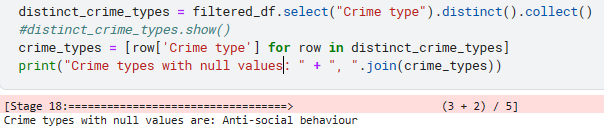 distinct_crime_types = filtered_df.select("Crime type").distinct().collect()
#distinct_crime_types.show()
crime_types = [row['Crime type'] for row in distinct_crime_types]
print("Crime types with null values: " + ", ".join(crime_types))
[Stage 18:==================================> (3 + 2) / 5]
Crime types with null values are: Anti-social behaviour